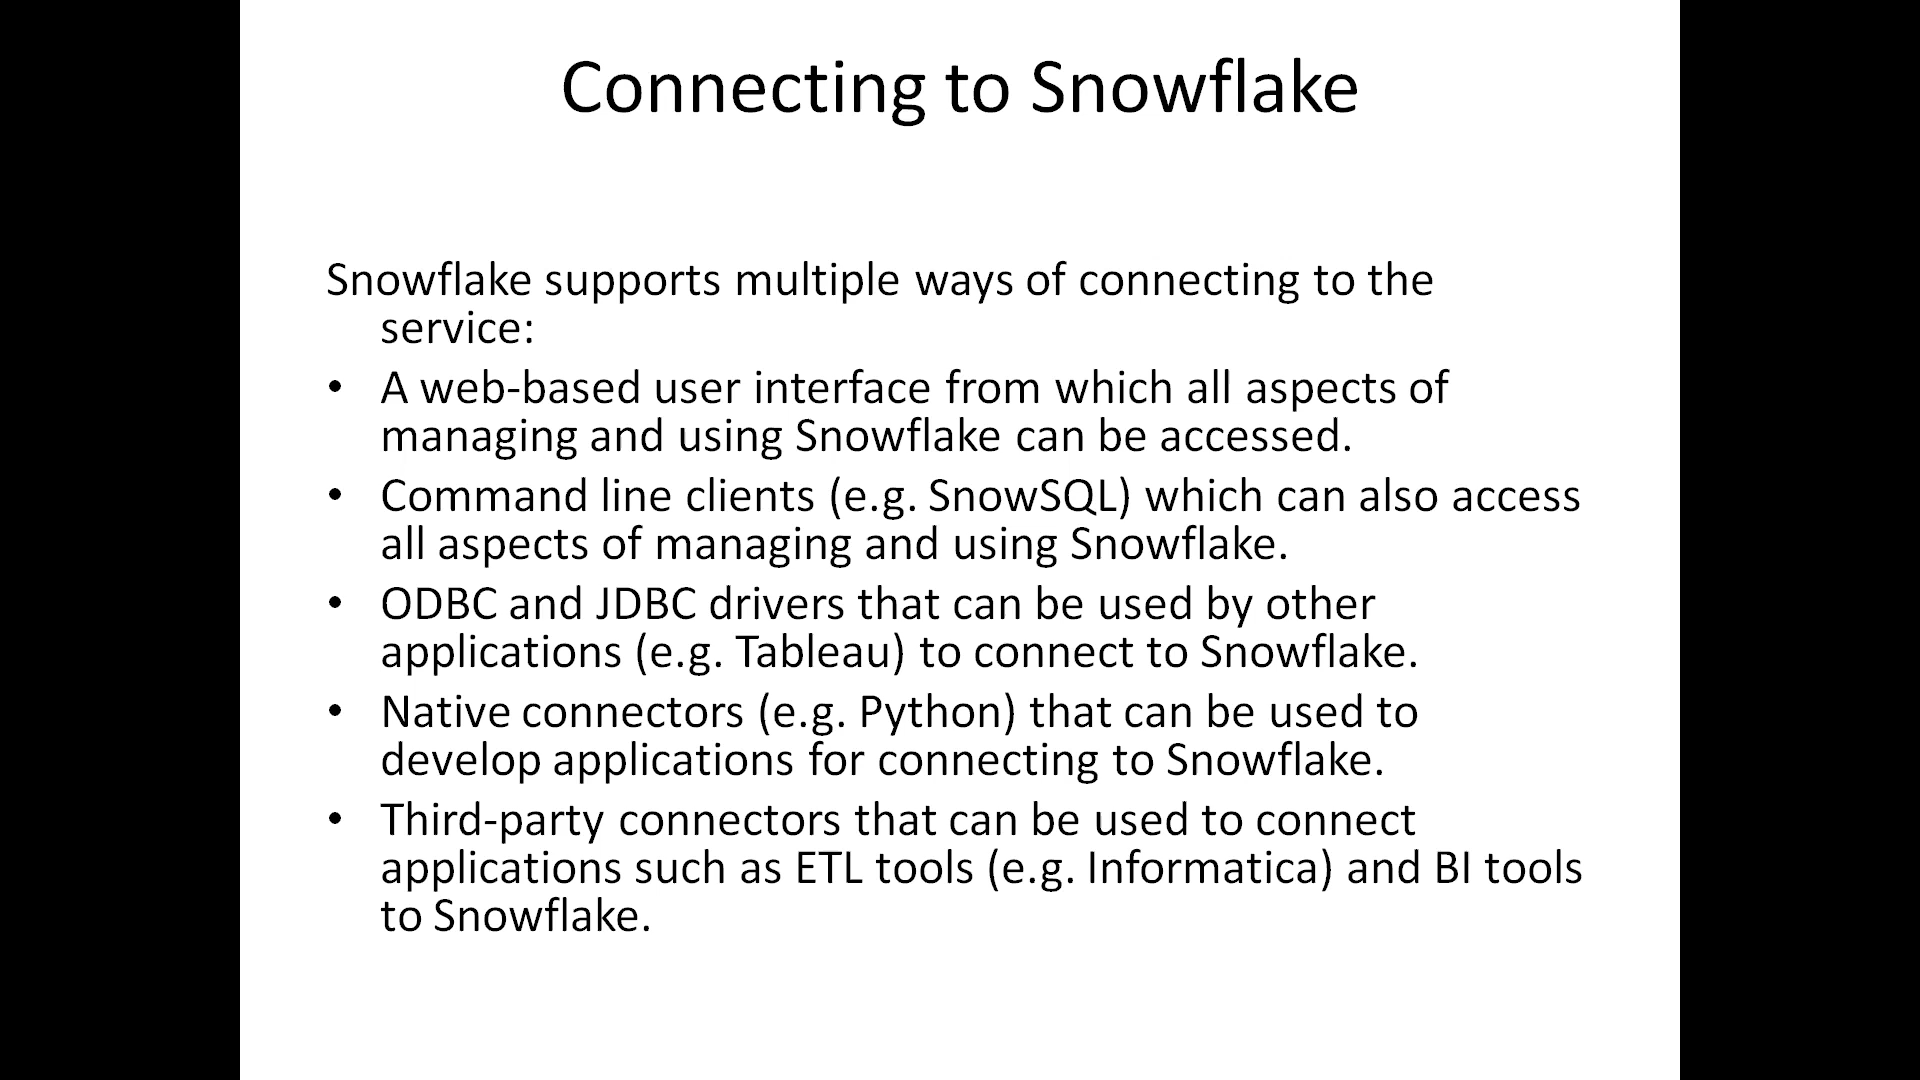 Connecting to Snowflake
Snowflake supports multiple ways of connecting to the
service:
• A web-based user interface from which all aspects of
managing and using Snowflake can be accessed.
• Command line clients (e.g. SnowSQL) which can also access
all aspects of managing and using Snowflake.
• ODBC and JDBC drivers that can be used by other
applications (e.g. Tableau) to connect to Snowflake.
• Native connectors (e.g. Python) that can be used to
develop applications for connecting to Snowflake.
• Third-party connectors that can be used to connect
applications such as ETL tools (e.g. Informatica) and BI tools
to Snowflake.